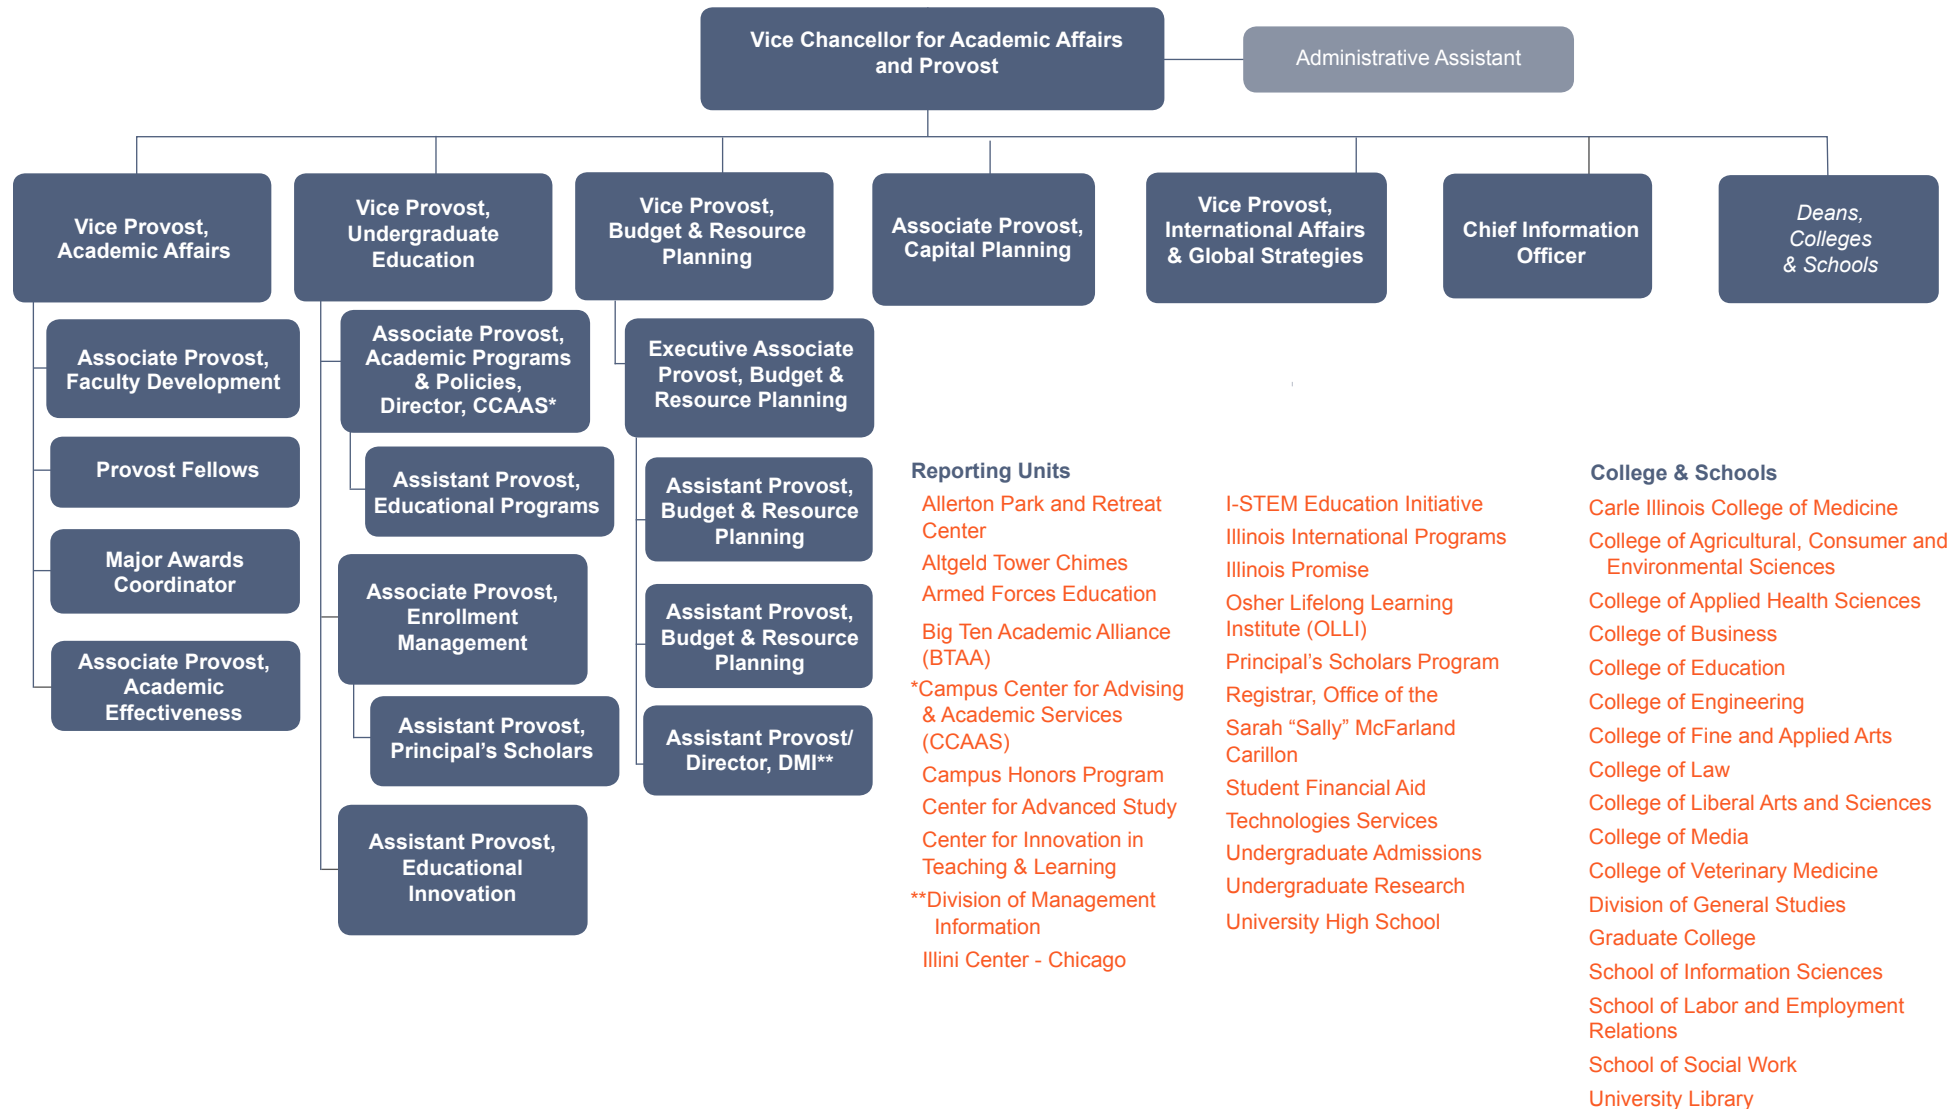 Vice Chancellor for Academic Affairs
and Provost
Administrative Assistant
Vice Provost,
Academic Affairs
Vice Provost,
Undergraduate
Education
Vice Provost,
Budget & Resource
Planning
Associate Provost,
Capital Planning
Vice Provost,
International Affairs
& Global Strategies
Chief Information
Officer
Deans,
Colleges
& Schools
Associate Provost,
Faculty Development
Provost Fellows
Major Awards
Coordinator
Associate Provost,
Academic
Effectiveness
Associate Provost,
Academic Programs
& Policies,
Director, CCAAS*
Assistant Provost,
Educational Programs
Associate Provost,
Enrollment
Management
Assistant Provost,
Principal's Scholars
Assistant Provost,
Educational
Innovation
Executive Associate
Provost, Budget &
Resource Planning
Assistant Provost,
Budget & Resource
Planning
Assistant Provost,
Budget & Resource
Planning
Assistant Provost/
Director, DMI**
Reporting Units
Allerton Park and Retreat
Center
Altgeld Tower Chimes
Armed Forces Education
Big Ten Academic Alliance
(BTAA)
*Campus Center for Advising
& Academic Services
(CCAAS)
Campus Honors Program
Center for Advanced Study
Center for Innovation in
Teaching & Learning
**Division of Management
Information
Illini Center - Chicago
I-STEM Education Initiative
Illinois International Programs
Illinois Promise
Osher Lifelong Learning
Institute (OLLI)
Principal's Scholars Program
Registrar, Office of the
Sarah “Sally” McFarland
Carillon
Student Financial Aid
Technologies Services
Undergraduate Admissions
Undergraduate Research
University High School
College & Schools
Carle Illinois College of Medicine
College of Agricultural, Consumer and
Environmental Sciences
College of Applied Health Sciences
College of Business
College of Education
College of Engineering
College of Fine and Applied Arts
College of Law
College of Liberal Arts and Sciences
College of Media
College of Veterinary Medicine
Division of General Studies
Graduate College
School of Information Sciences
School of Labor and Employment
Relations
School of Social Work
University Library